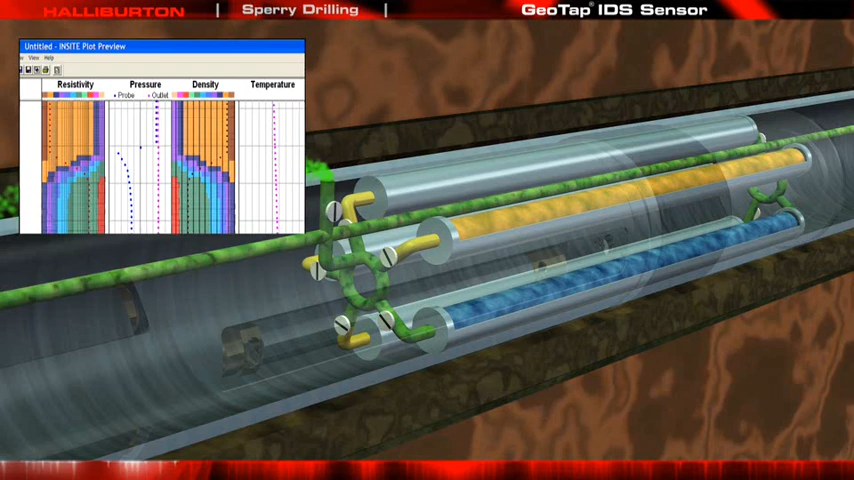 HALLIBURTON | Sperry Drilling | GeoTap® IDS Sensor
Untitled - INSITE Plot Preview
View Help
Resistivity Pressure Density Temperature
Probe Outlet